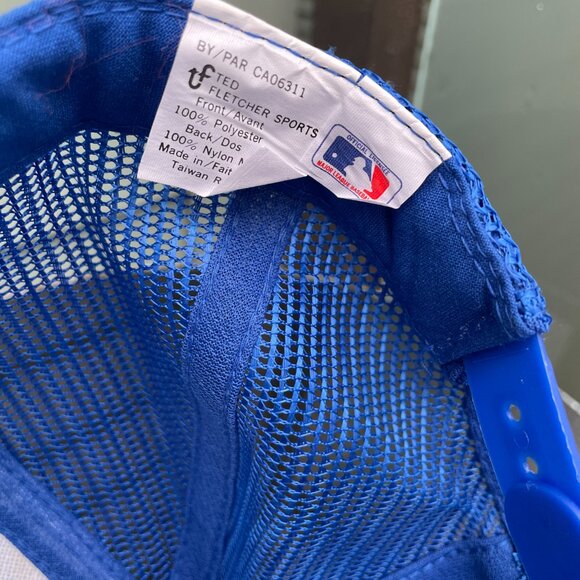 BY/PAR CA06311
tf TED
FLETCHER SPORTS
Front/Avant
100% Polyester
Back/Dos
100% Nylon
Made in/Fait
Taiwan R
OFFICIAL LICENSEE
MAJOR LEAGUE BASEBALL